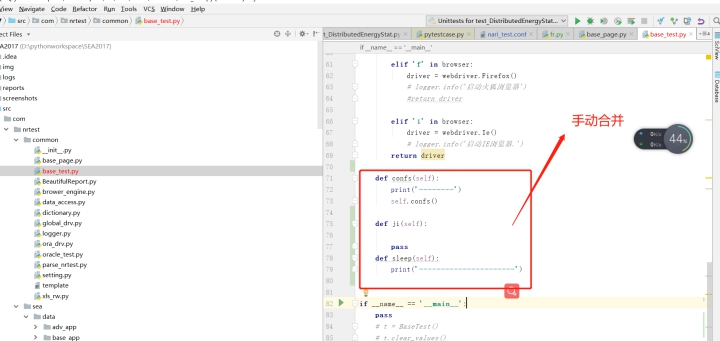 View Navigate Code Refactor Run Tools VCS Window Help
src com nrtest common base_test.py
Unittests for test_DistributedEnergyStat.py
ect Files
t_DistributedEnergyStat.py pytestcase.py nari_test.conf fr.py base_page.py base_test.py
A2017 (D:\pythonworkspace\SEA2017)
.idea
img
logs
reports
screenshots
src
com
nrtest
common
__init__.py
base_page.py
base_test.py
BeautifulReport.py
brower_engine.py
data_access.py
dictionary.py
global_drv.py
logger.py
ora_drv.py
oracle_test.py
parse_nrtest.py
setting.py
template
xls_rw.py
sea
data
adv_app
base_app
if __name__ == '__main__'
61 elif 'f' in browser:
62 driver = webdriver.Firefox()
63 # logger.info('启动火狐浏览器')
64 #return driver
65
66 elif 'i' in browser:
67 driver = webdriver.Ie()
68 # logger.info('启动IE浏览器.')
69 return driver
70
71 def confs(self):
72 print("--------")
73 self.confs()
74
75 def ji(self):
76
77 pass
78 def sleep(self):
79 print("----------------------")
80
81
82 if __name__ == '__main__':
83 pass
84 # t = BaseTest()
85 # t.clear_values()
手动合并
44%
SciView
Database